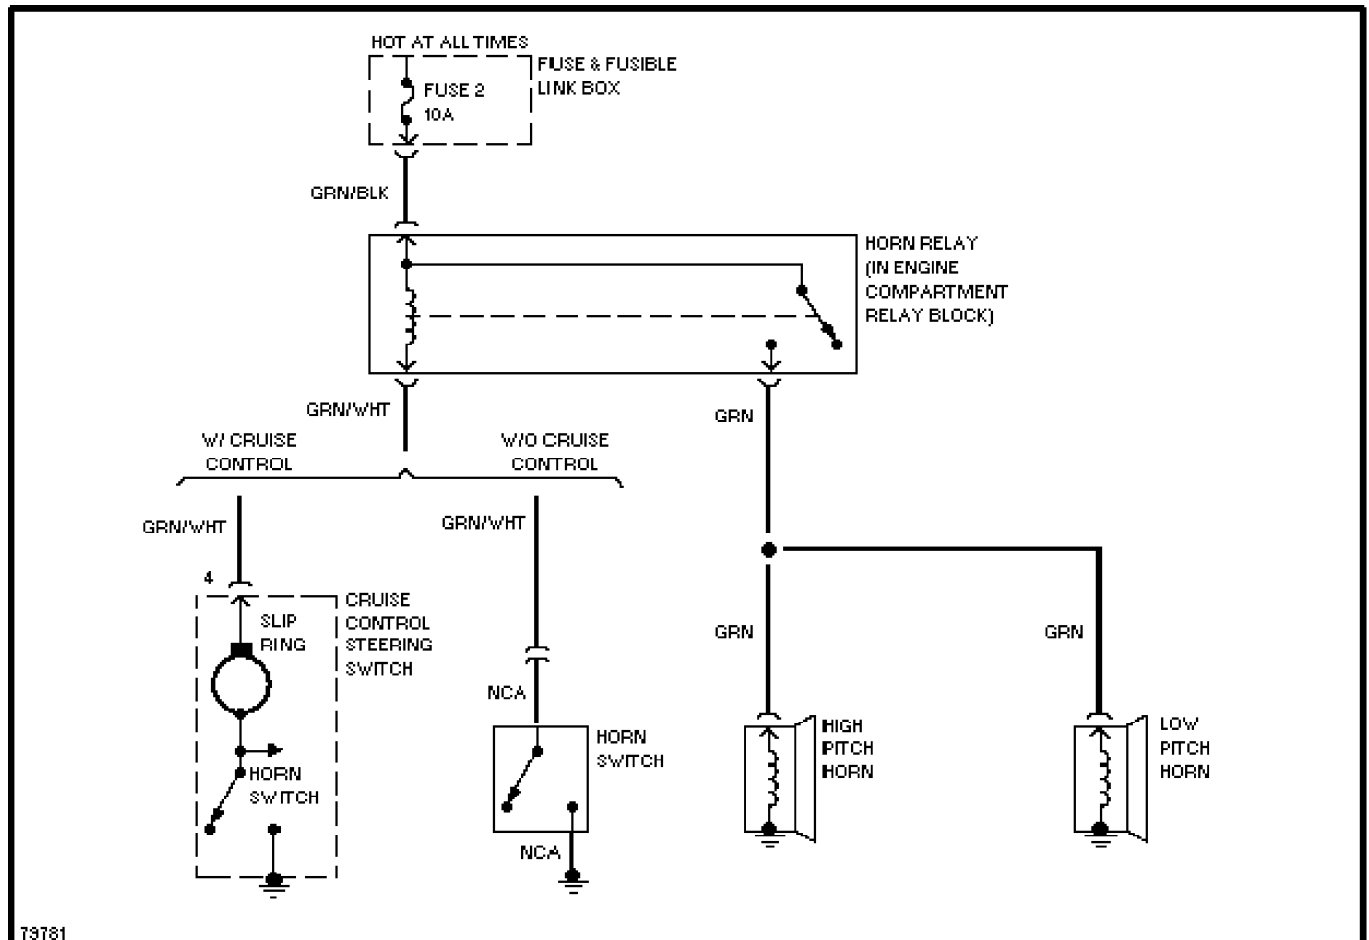 HOT AT ALL TIMES
FUSE & FUSIBLE
LINK BOX
FUSE 2
10A
GRN/BLK
HORN RELAY
(IN ENGINE
COMPARTMENT
RELAY BLOCK)
GRN/WHT
GRN
W/ CRUISE
CONTROL
W/O CRUISE
CONTROL
GRN/WHT
GRN/WHT
4
CRUISE
CONTROL
STEERING
SWITCH
SLIP
RING
GRN
GRN
NCA
HORN
SWITCH
HORN
SWITCH
HIGH
PITCH
HORN
LOW
PITCH
HORN
NCA
79781